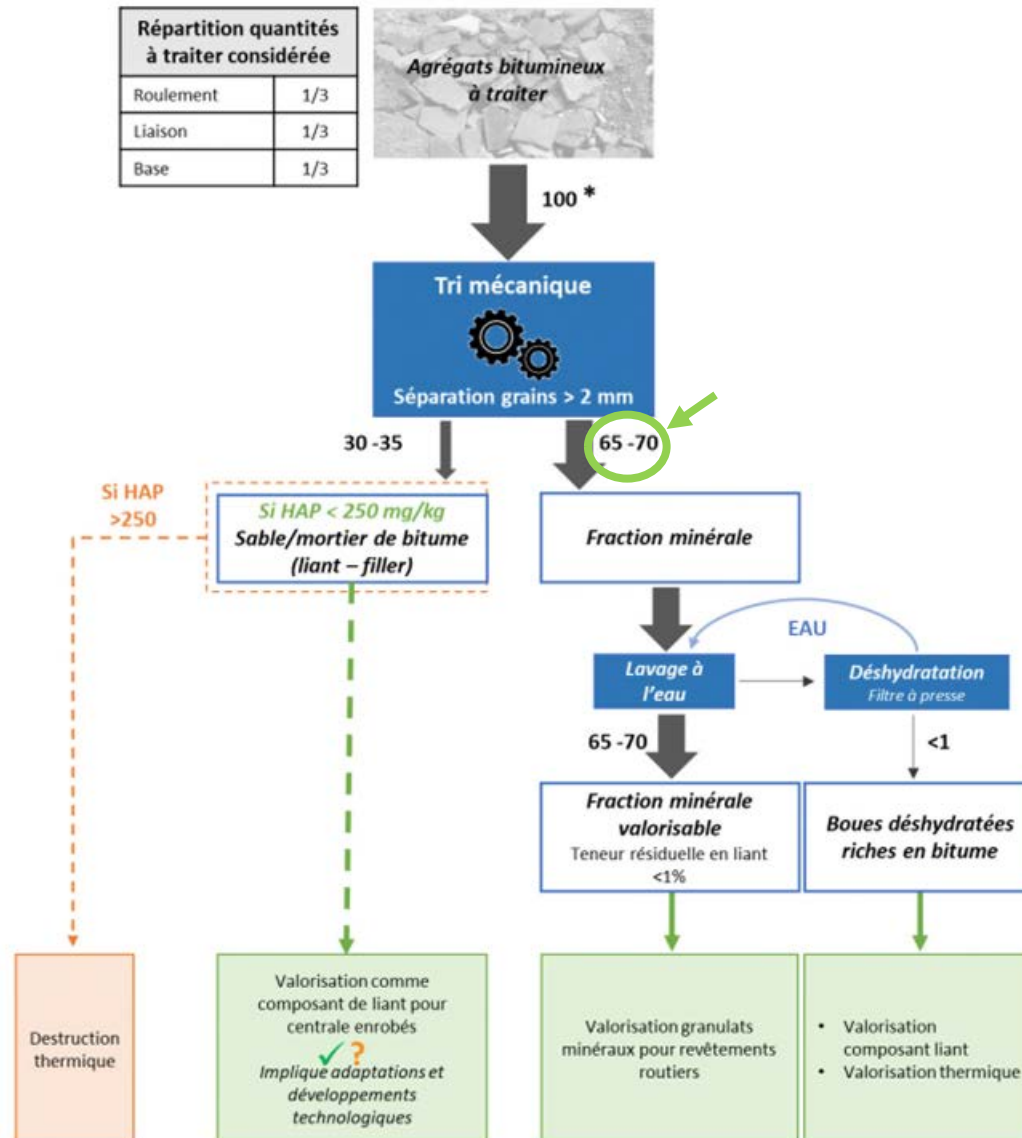 Répartition quantités
à traiter considérée
Roulement 1/3
Liaison 1/3
Base 1/3
Agrégats bitumineux
à traiter
100 *
Tri mécanique
Séparation grains > 2 mm
30 -35
65 -70
Si HAP
>250
Si HAP < 250 mg/kg
Sable/mortier de bitume
(liant – filler)
Fraction minérale
EAU
Lavage à
l'eau
Déshydratation
Filtre à presse
65 -70
<1
Fraction minérale
valorisable
Teneur résiduelle en liant
<1%
Boues déshydratées
riches en bitume
Destruction
thermique
Valorisation comme
composant de liant pour
centrale enrobés
✓ ?
Implique adaptations et
développements
technologiques
Valorisation granulats
minéraux pour revêtements
routiers
• Valorisation
composant liant
• Valorisation thermique